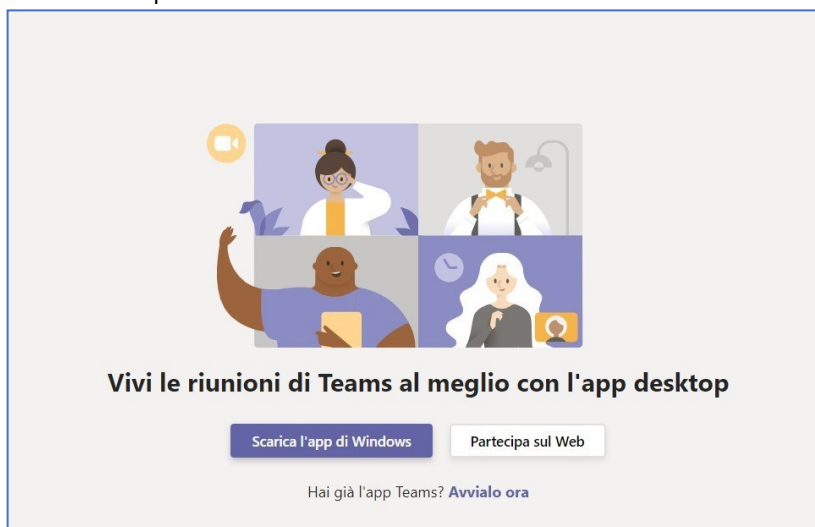 Vivi le riunioni di Teams al meglio con l'app desktop
Scarica l'app di Windows
Partecipa sul Web
Hai già l'app Teams? Avvialo ora